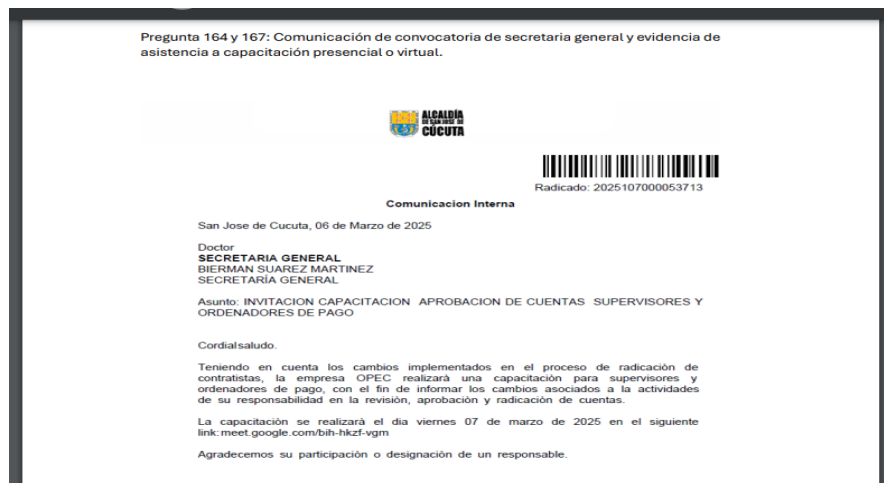 Pregunta 164 y 167: Comunicación de convocatoria de secretaria general y evidencia de
asistencia a capacitación presencial o virtual.
ALCALDÍA
DE SAN JOSÉ DE
CÚCUTA
Radicado: 2025107000053713
Comunicacion Interna
San Jose de Cucuta, 06 de Marzo de 2025
Doctor
SECRETARIA GENERAL
BIERMAN SUAREZ MARTINEZ
SECRETARÍA GENERAL
Asunto: INVITACION CAPACITACION APROBACION DE CUENTAS SUPERVISORES Y
ORDENADORES DE PAGO
Cordialsaludo.
Teniendo en cuenta los cambios implementados en el proceso de radicación de
contratistas, la empresa OPEC realizará una capacitación para supervisores y
ordenadores de pago, con el fin de informar los cambios asociados a la actividades
de su responsabilidad en la revisión, aprobación y radicación de cuentas.
La capacitación se realizará el dia viernes 07 de marzo de 2025 en el siguiente
link:meet.google.com/bih-hkzf-vgm
Agradecemos su participación o designación de un responsable.